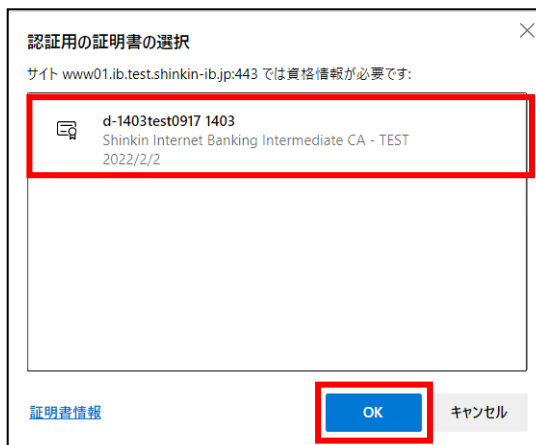 認証用の証明書の選択
サイト www01.ib.test.shinkin-ib.jp:443 では資格情報が必要です:
d-1403test0917 1403
Shinkin Internet Banking Intermediate CA - TEST
2022/2/2
証明書情報
OK
キャンセル